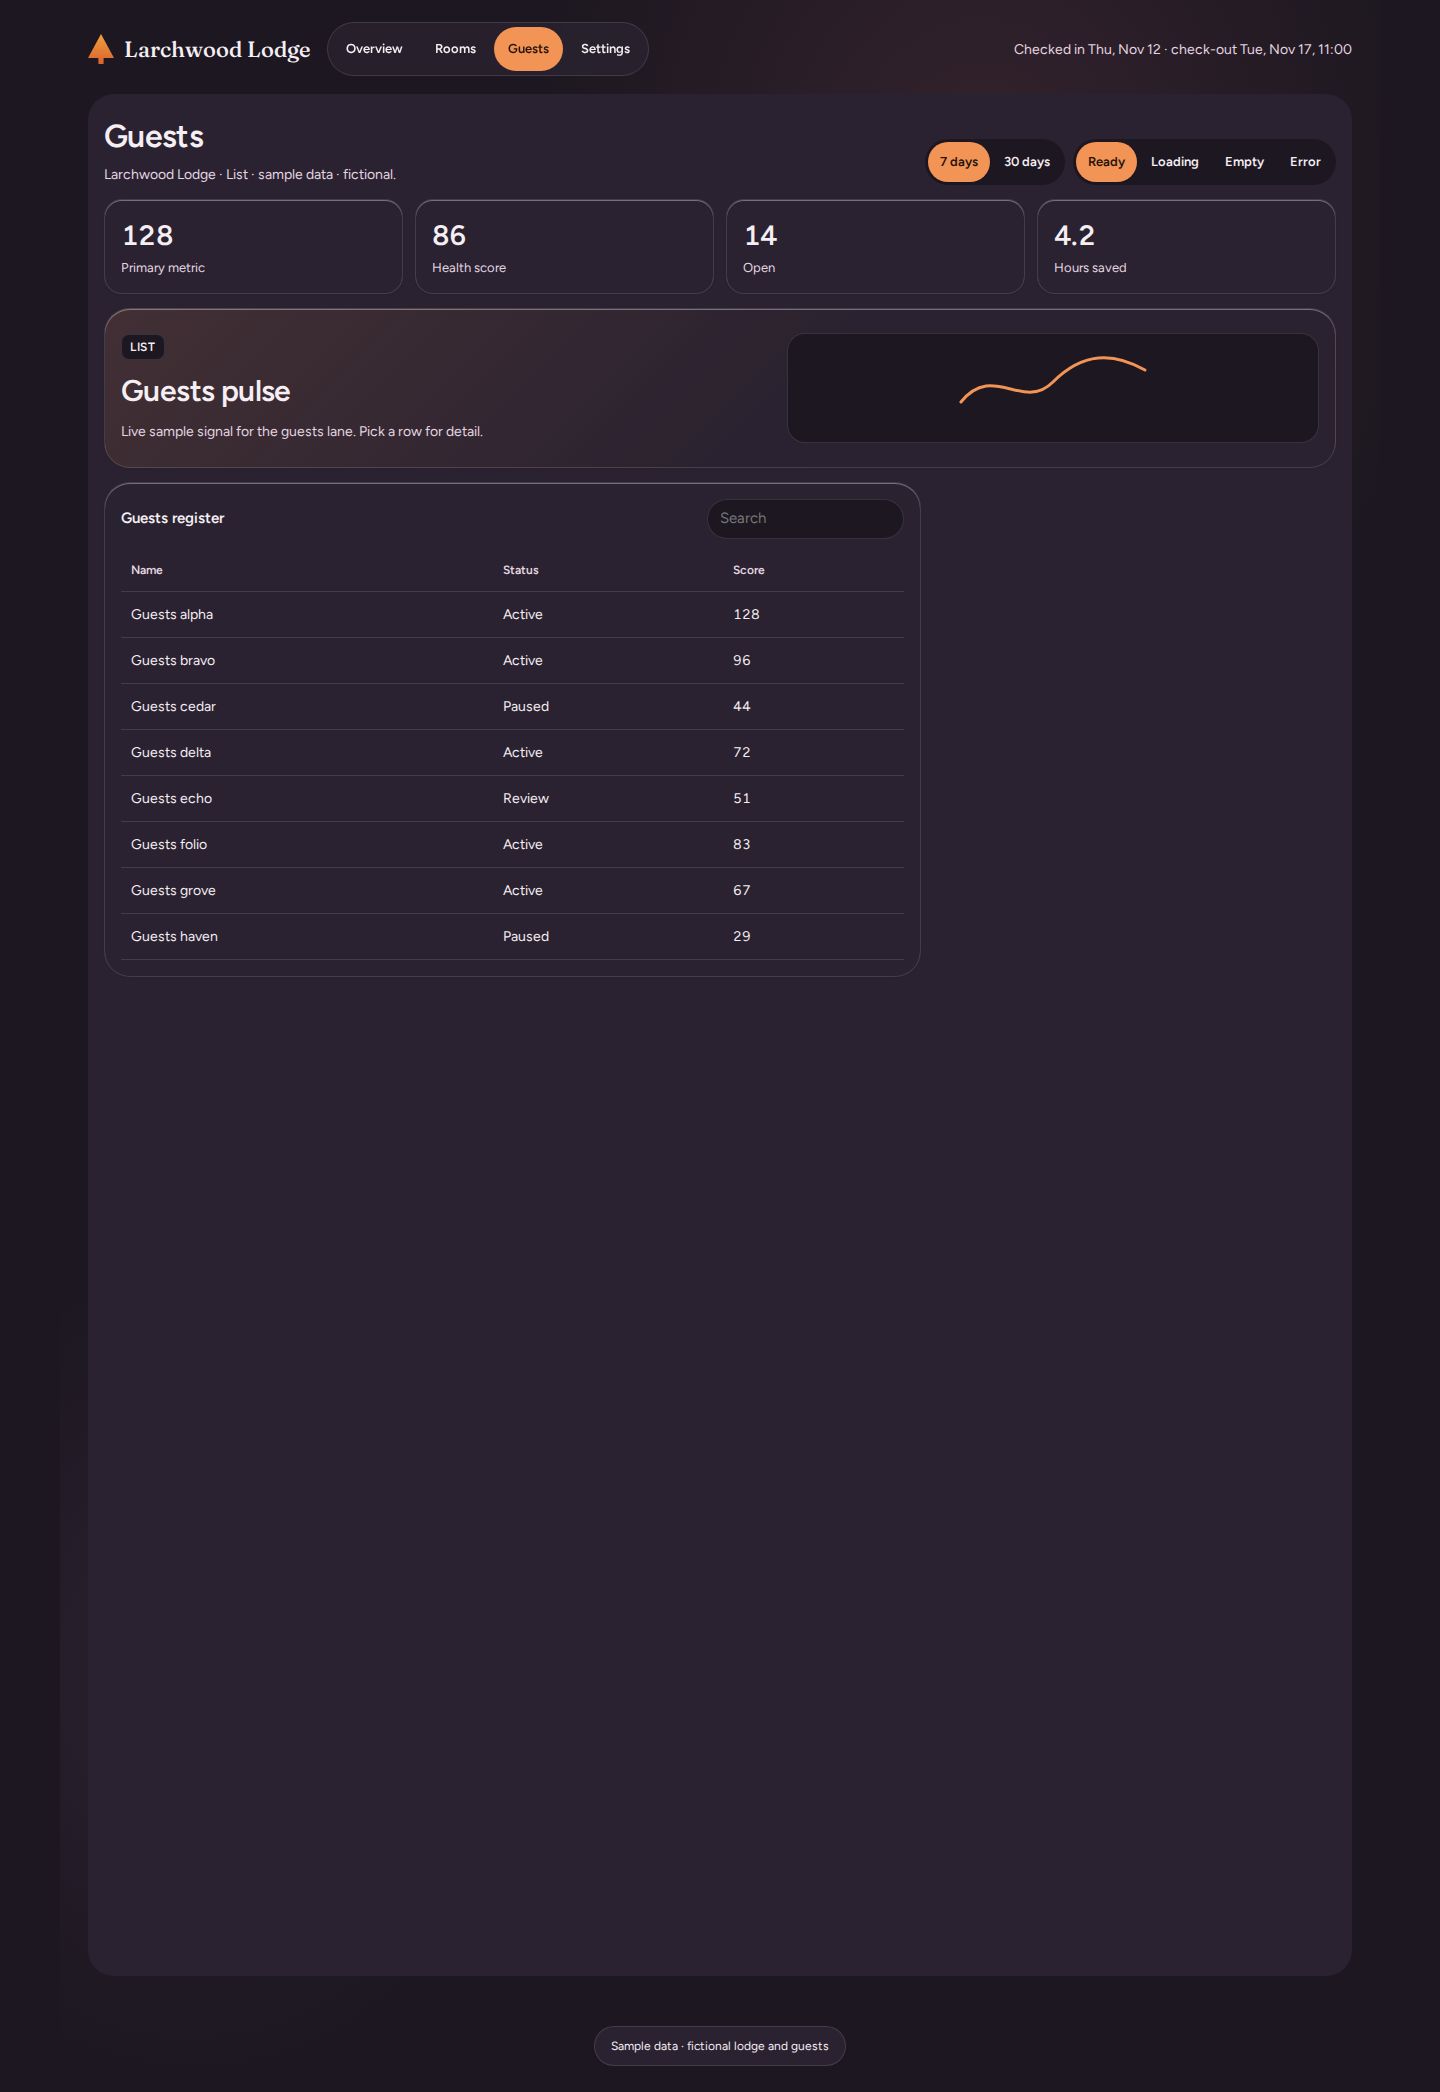 Larchwood Lodge
Overview Rooms Guests Settings
Checked in Thu, Nov 12 · check-out Tue, Nov 17, 11:00
Guests
Larchwood Lodge · List · sample data · fictional.
7 days 30 days
Ready Loading Empty Error
128
Primary metric
86
Health score
14
Open
4.2
Hours saved
LIST
Guests pulse
Live sample signal for the guests lane. Pick a row for detail.
Guests register
Search
Name Status Score
Guests alpha Active 128
Guests bravo Active 96
Guests cedar Paused 44
Guests delta Active 72
Guests echo Review 51
Guests folio Active 83
Guests grove Active 67
Guests haven Paused 29
Sample data · fictional lodge and guests